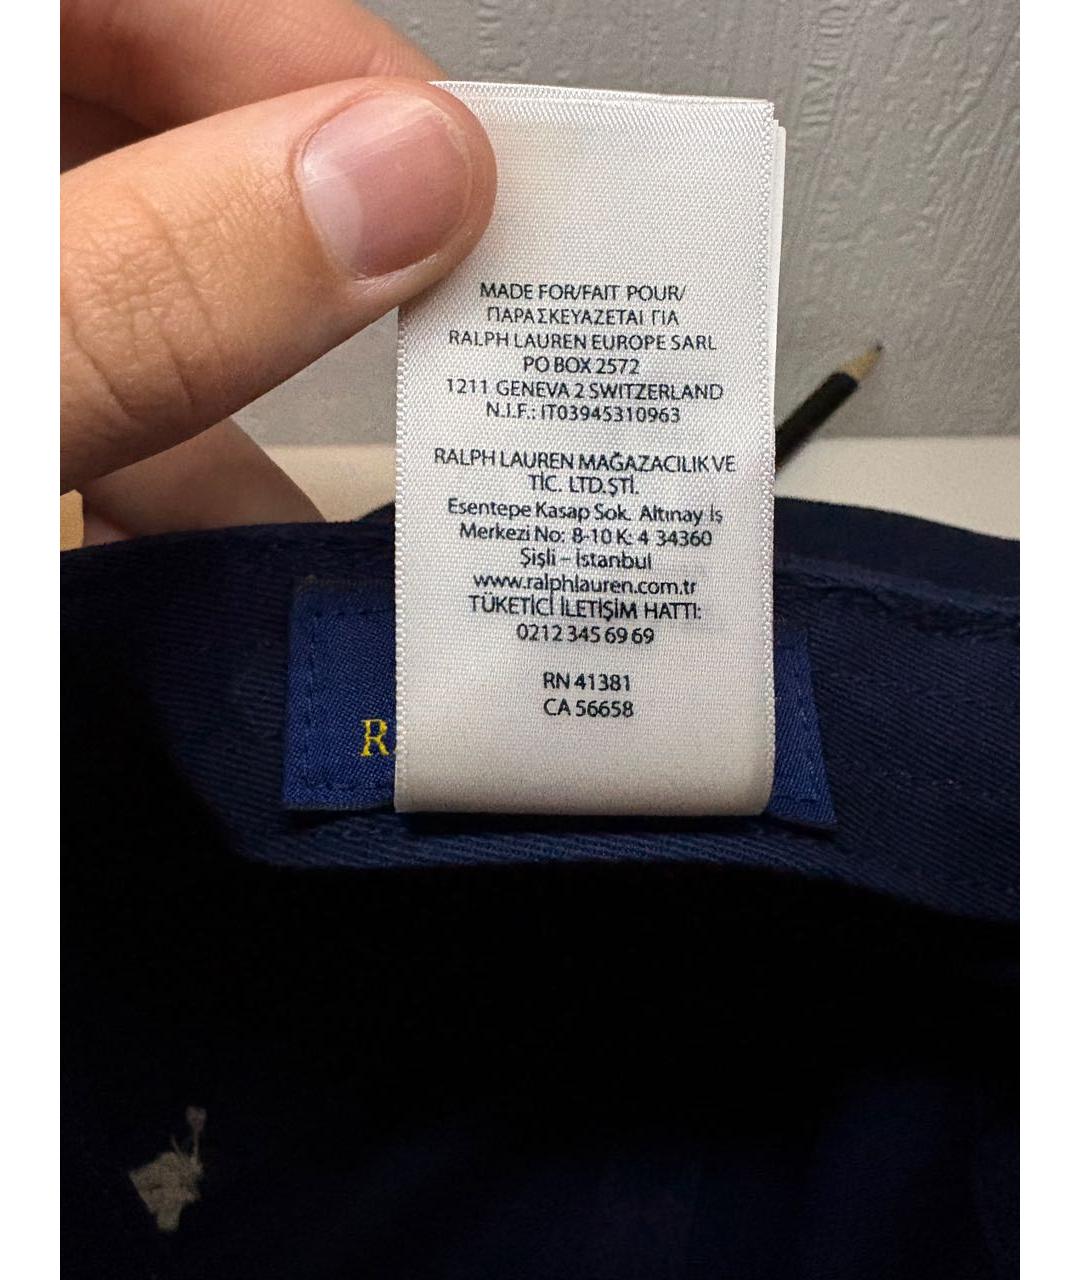 MADE FOR/FAIT POUR/
ΠΑΡΑΣΚΕΥΑΖΕΤΑΙ ΓΙΑ
RALPH LAUREN EUROPE SARL
PO BOX 2572
1211 GENEVA 2 SWITZERLAND
N.I.F.: IT03945310963
RALPH LAUREN MAĞAZACILIK VE
TİC. LTD.ŞTİ.
Esentepe Kasap Sok. Altınay İş
Merkezi No: 8-10 K: 4 34360
Şişli – İstanbul
www.ralphlauren.com.tr
TÜKETİCİ İLETİŞİM HATTI:
0212 345 69 69
RN 41381
CA 56658
R